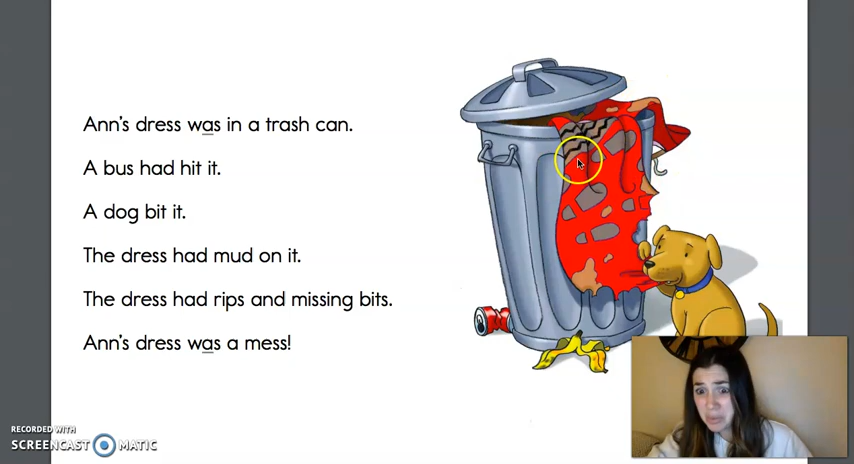 Ann's dress was in a trash can.
A bus had hit it.
A dog bit it.
The dress had mud on it.
The dress had rips and missing bits.
Ann's dress was a mess!
RECORDED WITH
SCREENCAST MATIC